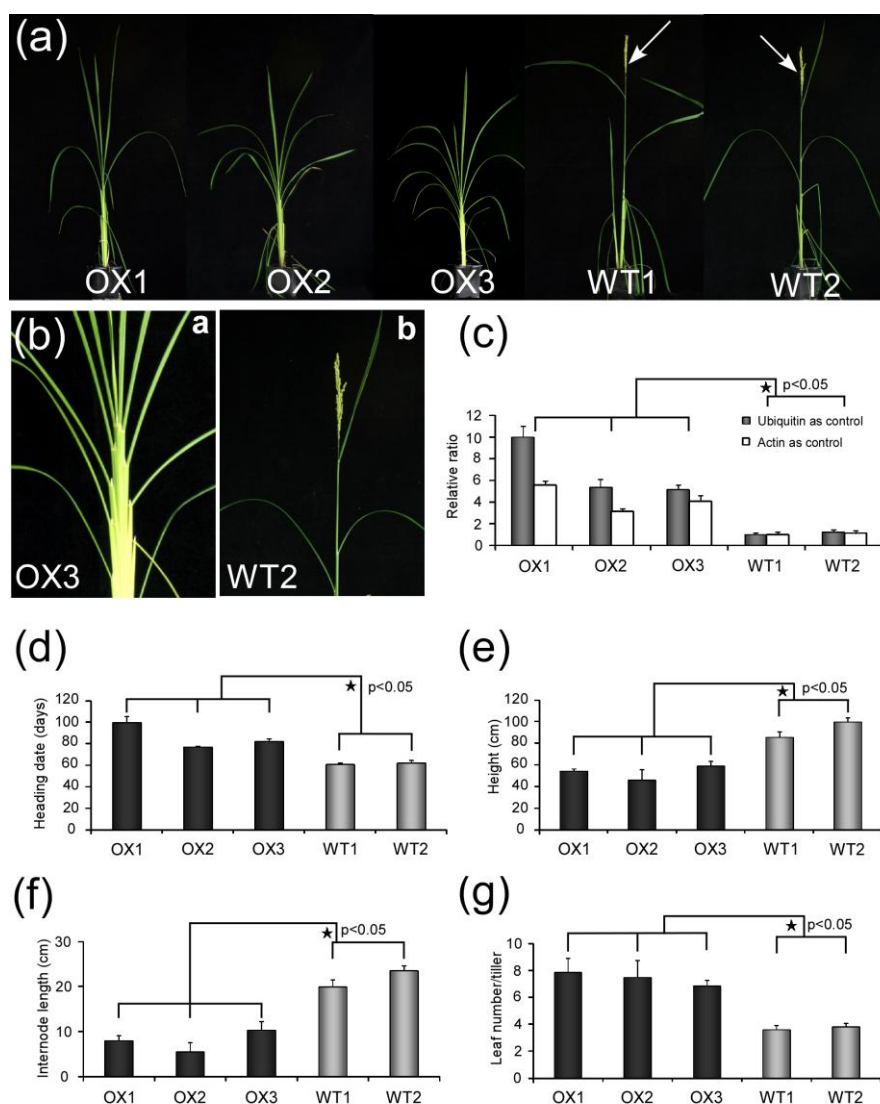 (a)
OX1 OX2 OX3 WT1 WT2
(b) a b
OX3 WT2
(c)
p<0.05
Ubiquitin as control
Actin as control
Relative ratio
12
10
8
6
4
2
0
OX1 OX2 OX3 WT1 WT2
(d)
p<0.05
Heading date (days)
120
100
80
60
40
20
0
OX1 OX2 OX3 WT1 WT2
(e)
p<0.05
Height (cm)
120
100
80
60
40
20
0
OX1 OX2 OX3 WT1 WT2
(f)
p<0.05
Internode length (cm)
30
20
10
0
OX1 OX2 OX3 WT1 WT2
(g)
p<0.05
Leaf number/tiller
10
8
6
4
2
0
OX1 OX2 OX3 WT1 WT2